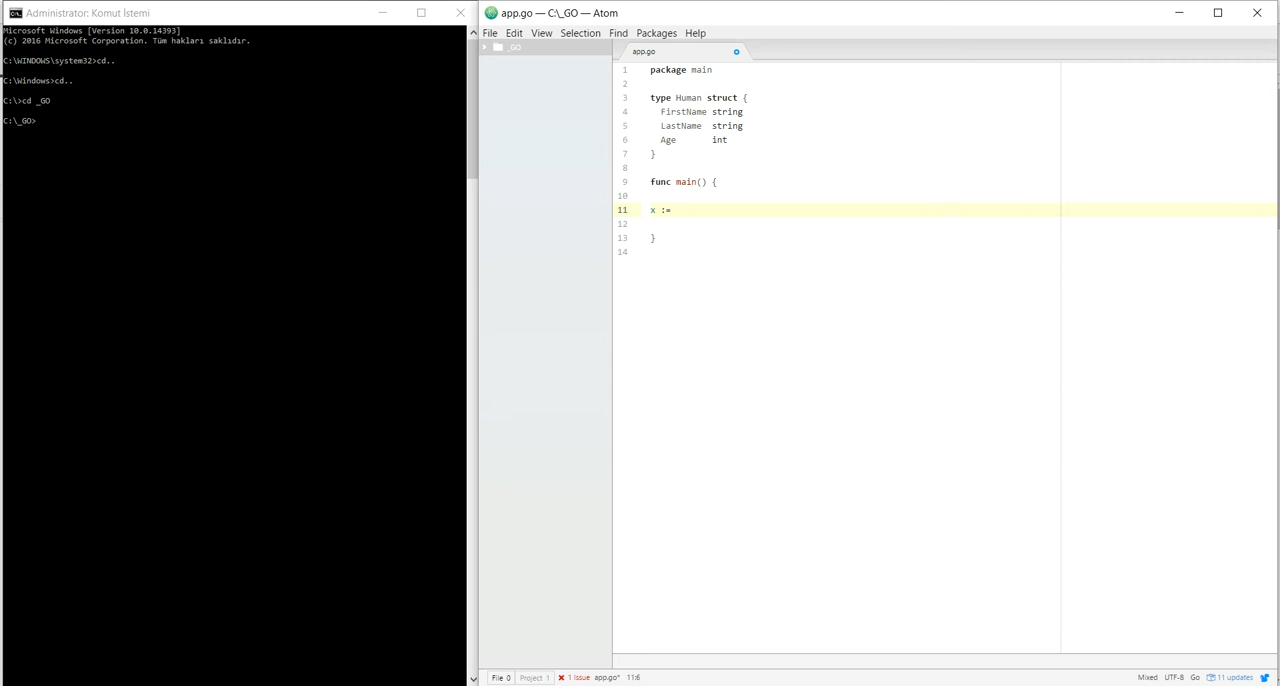 Administrator: Komut İstemi
Microsoft Windows [Version 10.0.14393]
(c) 2016 Microsoft Corporation. Tüm hakları saklıdır.
C:\WINDOWS\system32>cd..
C:\Windows>cd..
C:\>cd _GO
C:\_GO>
app.go — C:\_GO — Atom
File Edit View Selection Find Packages Help
_GO
app.go
1 package main
2
3 type Human struct {
4 FirstName string
5 LastName string
6 Age int
7 }
8
9 func main() {
10
11 x :=
12
13 }
14
File 0 Project 1 1 Issue app.go* 11:6 Mixed UTF-8 Go 11 updates